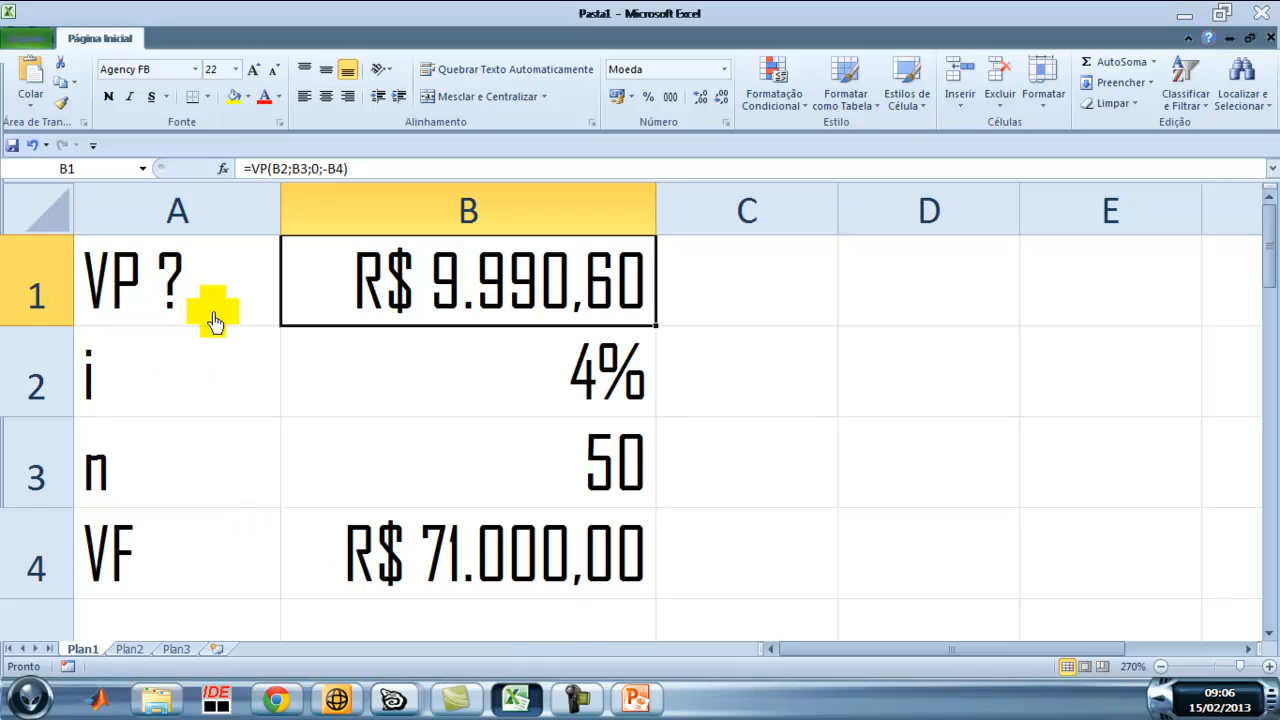 Pasta1 - Microsoft Excel
Página Inicial
Colar
Área de Tran...
Agency FB
22
A
A
N
I
S
A
Fonte
Quebrar Texto Automaticamente
Mesclar e Centralizar
Alinhamento
Moeda
%
000
Número
Formatação
Condicional
Formatar
como Tabela
Estilos de
Célula
Estilo
Inserir
Excluir
Formatar
Células
Σ AutoSoma
Preencher
Limpar
Classificar
e Filtrar
Localizar e
Selecionar
Edição
B1
fx
=VP(B2;B3;0;-B4)
A
B
C
D
E
1
VP ?
R$ 9.990,60
2
i
4%
3
n
50
4
VF
R$ 71.000,00
Plan1
Plan2
Plan3
Pronto
270%
IDE
09:06
15/02/2013